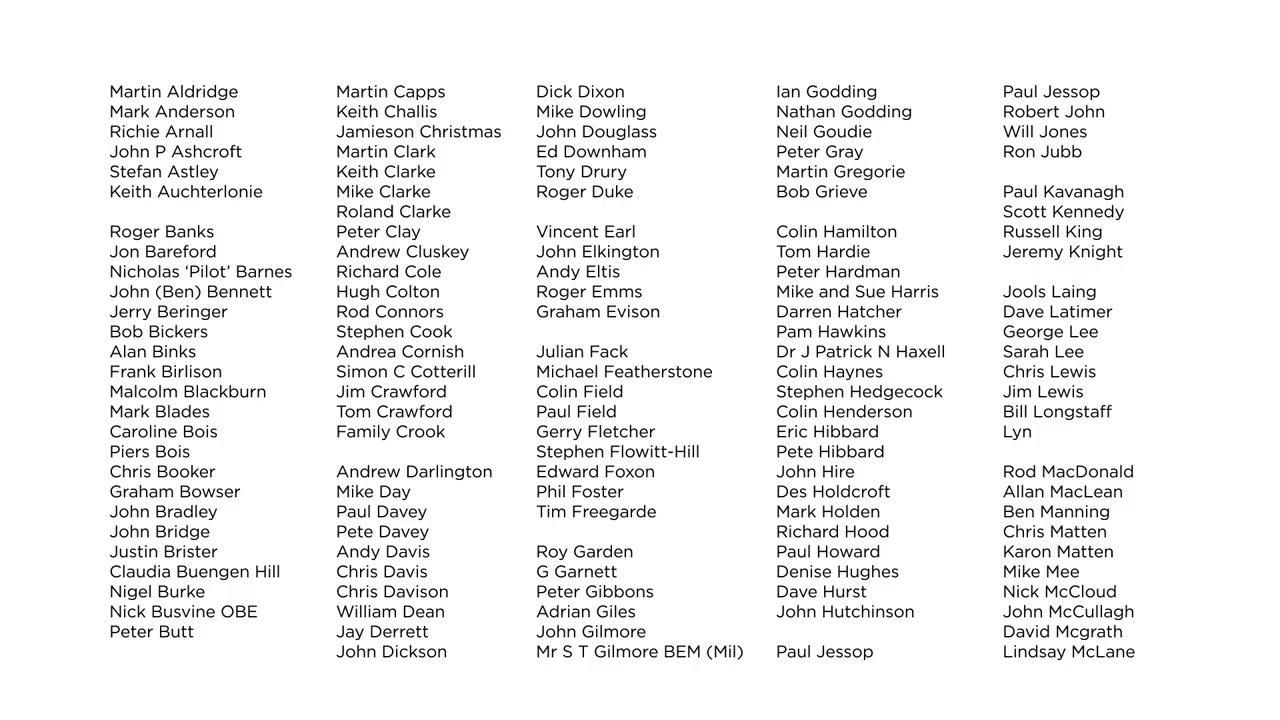 Martin Aldridge
Mark Anderson
Richie Arnall
John P Ashcroft
Stefan Astley
Keith Auchterlonie
Roger Banks
Jon Bareford
Nicholas ‘Pilot’ Barnes
John (Ben) Bennett
Jerry Beringer
Bob Bickers
Alan Binks
Frank Birlison
Malcolm Blackburn
Mark Blades
Caroline Bois
Piers Bois
Chris Booker
Graham Bowser
John Bradley
John Bridge
Justin Brister
Claudia Buengen Hill
Nigel Burke
Nick Busvine OBE
Peter Butt
Martin Capps
Keith Challis
Jamieson Christmas
Martin Clark
Keith Clarke
Mike Clarke
Roland Clarke
Peter Clay
Andrew Cluskey
Richard Cole
Hugh Colton
Rod Connors
Stephen Cook
Andrea Cornish
Simon C Cotterill
Jim Crawford
Tom Crawford
Family Crook
Andrew Darlington
Mike Day
Paul Davey
Pete Davey
Andy Davis
Chris Davis
Chris Davison
William Dean
Jay Derrett
John Dickson
Dick Dixon
Mike Dowling
John Douglass
Ed Downham
Tony Drury
Roger Duke
Vincent Earl
John Elkington
Andy Eltis
Roger Emms
Graham Evison
Julian Fack
Michael Featherstone
Colin Field
Paul Field
Gerry Fletcher
Stephen Flowitt-Hill
Edward Foxon
Phil Foster
Tim Freegarde
Roy Garden
G Garnett
Peter Gibbons
Adrian Giles
John Gilmore
Mr S T Gilmore BEM (Mil)
Ian Godding
Nathan Godding
Neil Goudie
Peter Gray
Martin Gregorie
Bob Grieve
Colin Hamilton
Tom Hardie
Peter Hardman
Mike and Sue Harris
Darren Hatcher
Pam Hawkins
Dr J Patrick N Haxell
Colin Haynes
Stephen Hedgecock
Colin Henderson
Eric Hibbard
Pete Hibbard
John Hire
Des Holdcroft
Mark Holden
Richard Hood
Paul Howard
Denise Hughes
Dave Hurst
John Hutchinson
Paul Jessop
Paul Jessop
Robert John
Will Jones
Ron Jubb
Paul Kavanagh
Scott Kennedy
Russell King
Jeremy Knight
Jools Laing
Dave Latimer
George Lee
Sarah Lee
Chris Lewis
Jim Lewis
Bill Longstaff
Lyn
Rod MacDonald
Allan MacLean
Ben Manning
Chris Matten
Karon Matten
Mike Mee
Nick McCloud
John McCullagh
David Mcgrath
Lindsay McLane